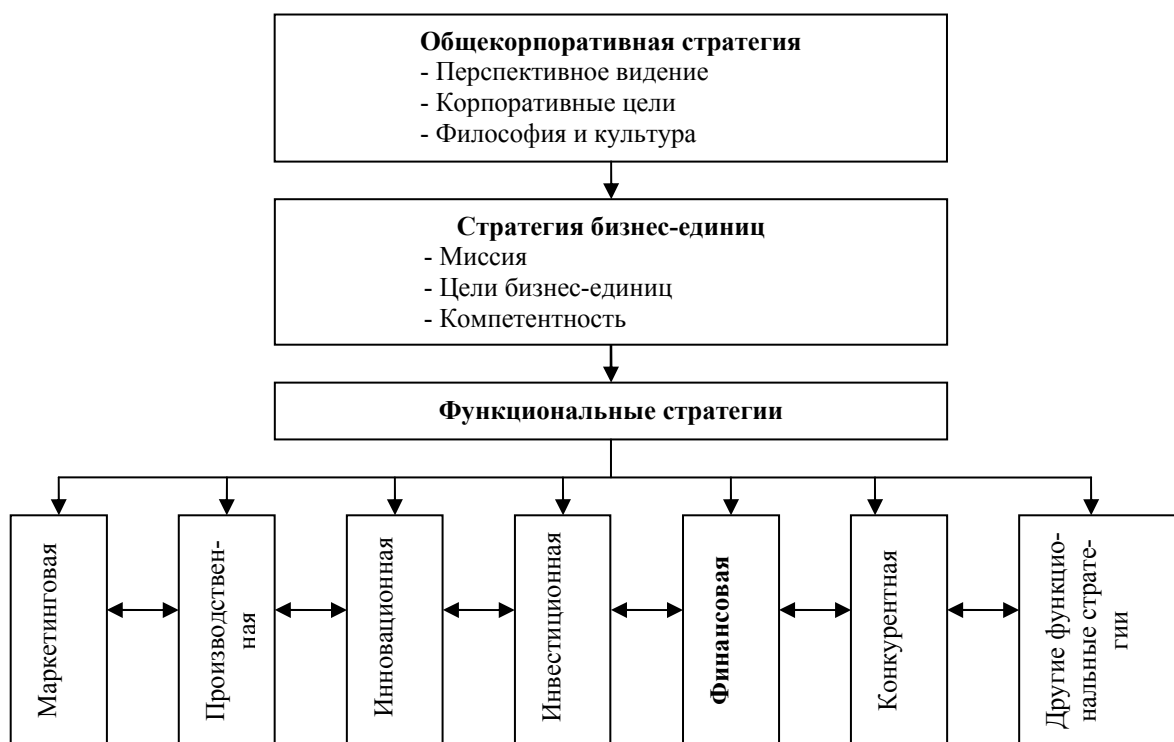 Общекорпоративная стратегия
- Перспективное видение
- Корпоративные цели
- Философия и культура
Стратегия бизнес-единиц
- Миссия
- Цели бизнес-единиц
- Компетентность
Функциональные стратегии
Маркетинговая
Производствен-
ная
Инновационная
Инвестиционная
Финансовая
Конкурентная
Другие функцио-
нальные страте-
гии